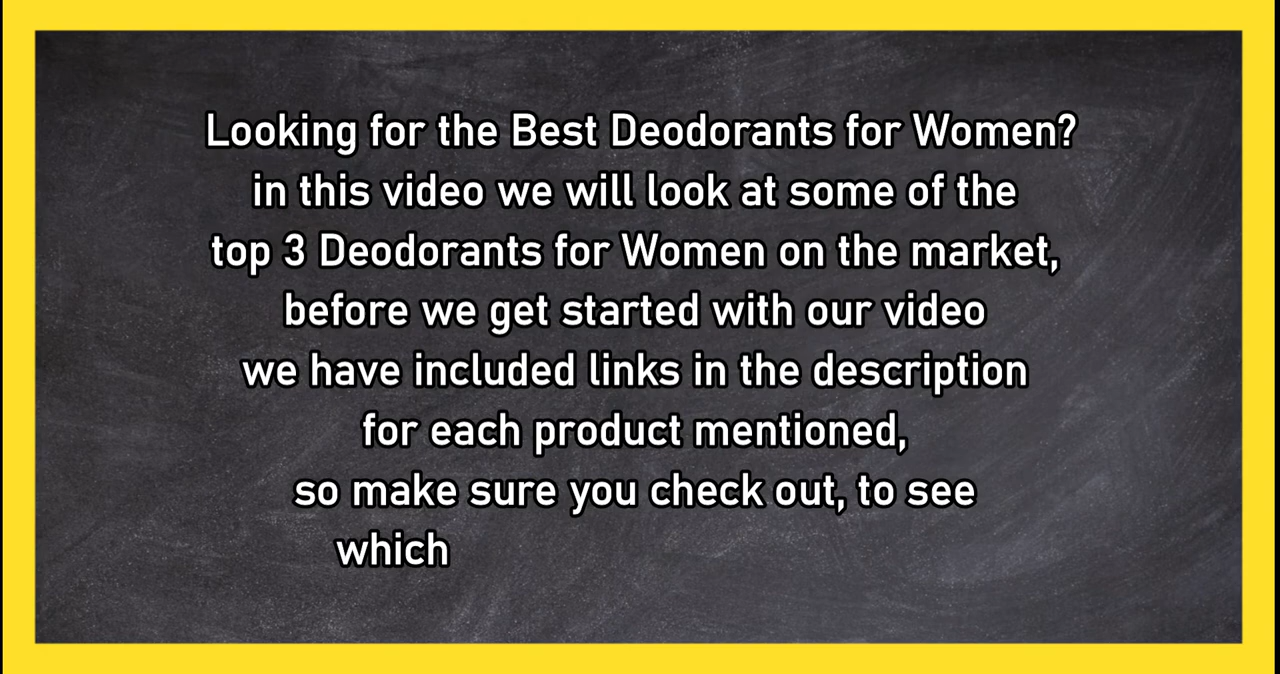 Looking for the Best Deodorants for Women?
in this video we will look at some of the
top 3 Deodorants for Women on the market,
before we get started with our video
we have included links in the description
for each product mentioned,
so make sure you check out, to see
which